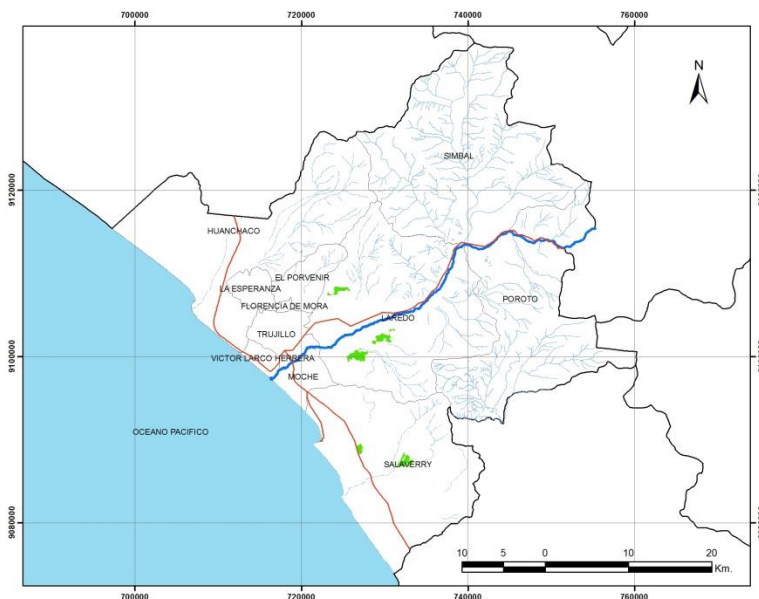 700000 720000 740000 760000
N
9120000
SIMBAL
HUANCHACO
EL PORVENIR
LA ESPERANZA
FLORENCIA DE MORA
POROTO
LAREDO
TRUJILLO
9100000
VICTOR LARCO HERRERA
MOCHE
OCEANO PACIFICO
SALAVERRY
9080000
10 5 0 10 20
Km.
700000 720000 740000 760000